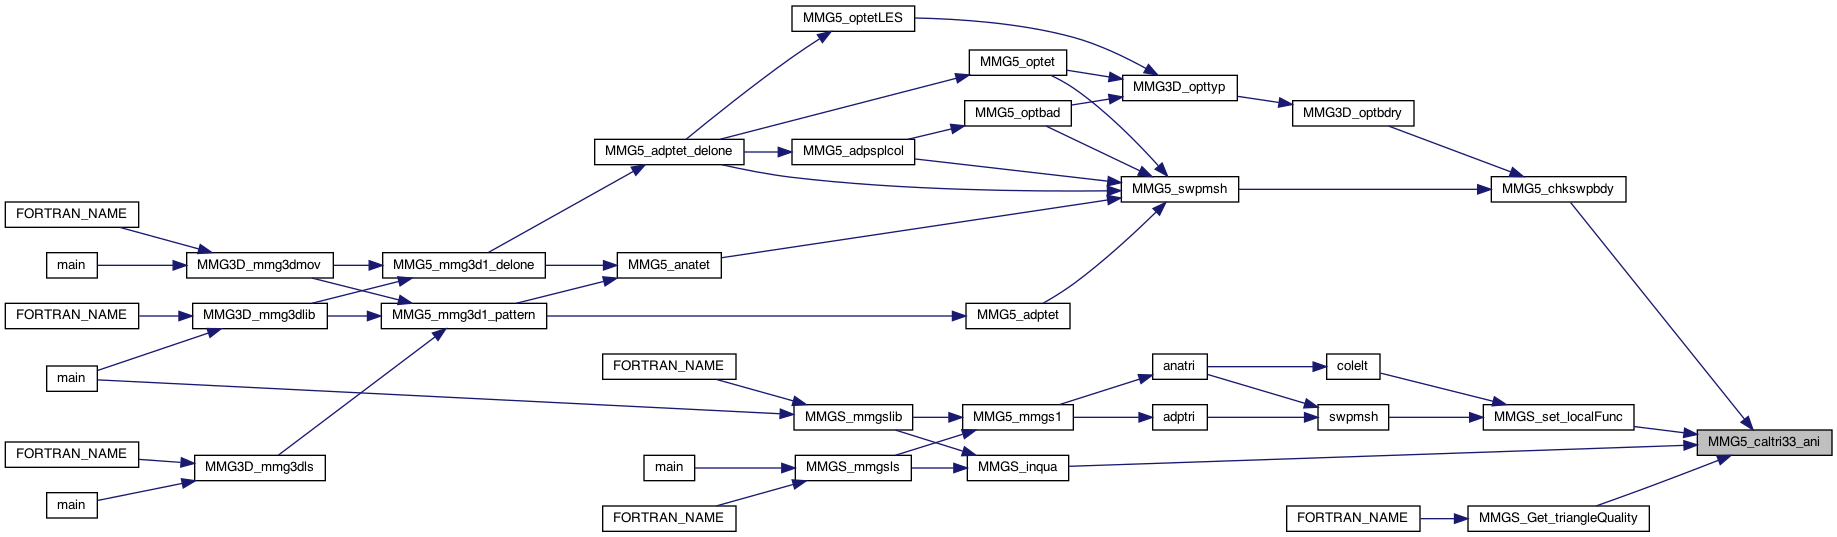 MMG5_optetLES
MMG5_optet
MMG3D_opttyp
MMG5_optbad
MMG3D_optbdry
MMG5_adptet_delone
MMG5_adpsplcol
MMG5_swpmsh
MMG5_chkswpbdy
FORTRAN_NAME
main
MMG3D_mmg3dmov
MMG5_mmg3d1_delone
MMG5_anatet
FORTRAN_NAME
MMG3D_mmg3dlib
MMG5_mmg3d1_pattern
MMG5_adptet
main
FORTRAN_NAME
anatri
colelt
MMGS_mmgslib
MMG5_mmgs1
adptri
swpmsh
MMGS_set_localFunc
MMG5_caltri33_ani
FORTRAN_NAME
MMG3D_mmg3dls
main
MMGS_mmgsls
MMGS_inqua
main
FORTRAN_NAME
FORTRAN_NAME
MMGS_Get_triangleQuality